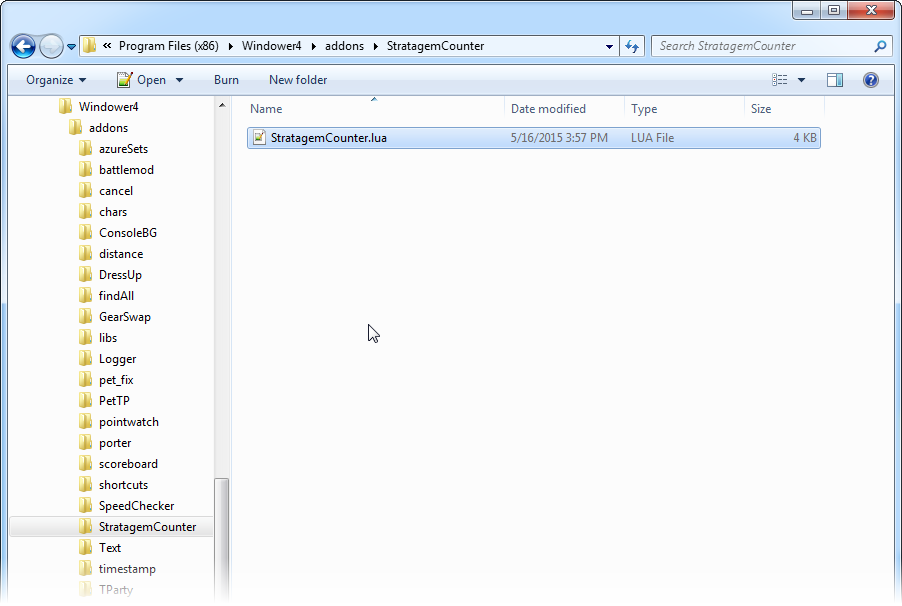 « Program Files (x86) Windower4 addons StratagemCounter Search StratagemCounter
Organize Open Burn New folder
Windower4
addons
azureSets
battlemod
cancel
chars
ConsoleBG
distance
DressUp
findAll
GearSwap
libs
Logger
pet_fix
PetTP
pointwatch
porter
scoreboard
shortcuts
SpeedChecker
StratagemCounter
Text
timestamp
TParty
Name Date modified Type Size
StratagemCounter.lua 5/16/2015 3:57 PM LUA File 4 KB